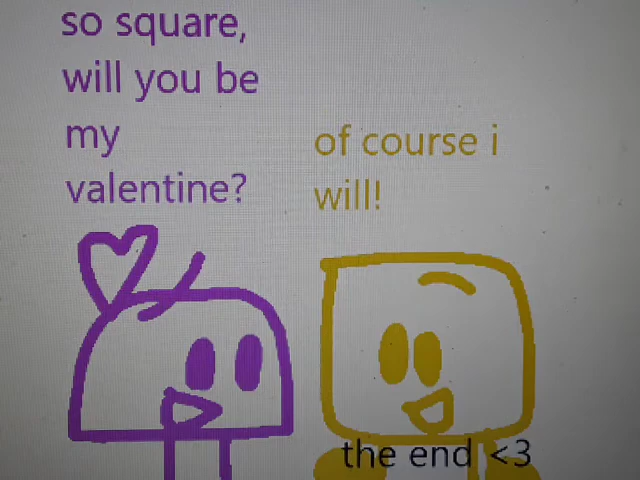 so square,
will you be
my
valentine?
of course i
will!
the end <3